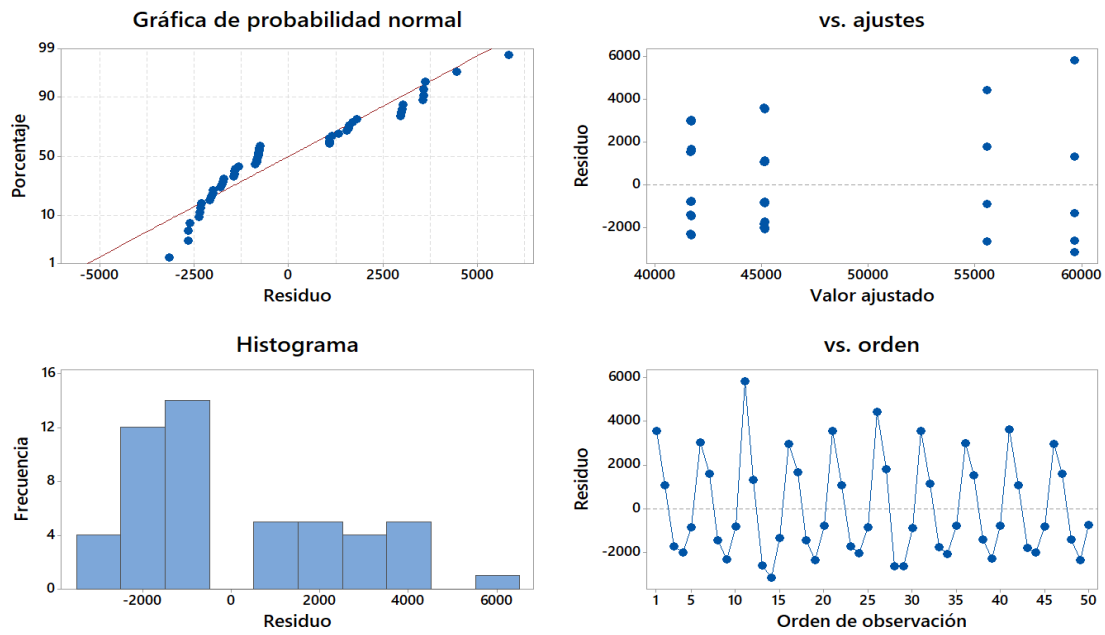 Gráfica de probabilidad normal
99
90
50
10
1
Porcentaje
-5000 -2500 0 2500 5000
Residuo
vs. ajustes
6000
4000
2000
0
-2000
Residuo
40000 45000 50000 55000 60000
Valor ajustado
Histograma
16
12
8
4
0
Frecuencia
-2000 0 2000 4000 6000
Residuo
vs. orden
6000
4000
2000
0
-2000
Residuo
1 5 10 15 20 25 30 35 40 45 50
Orden de observación